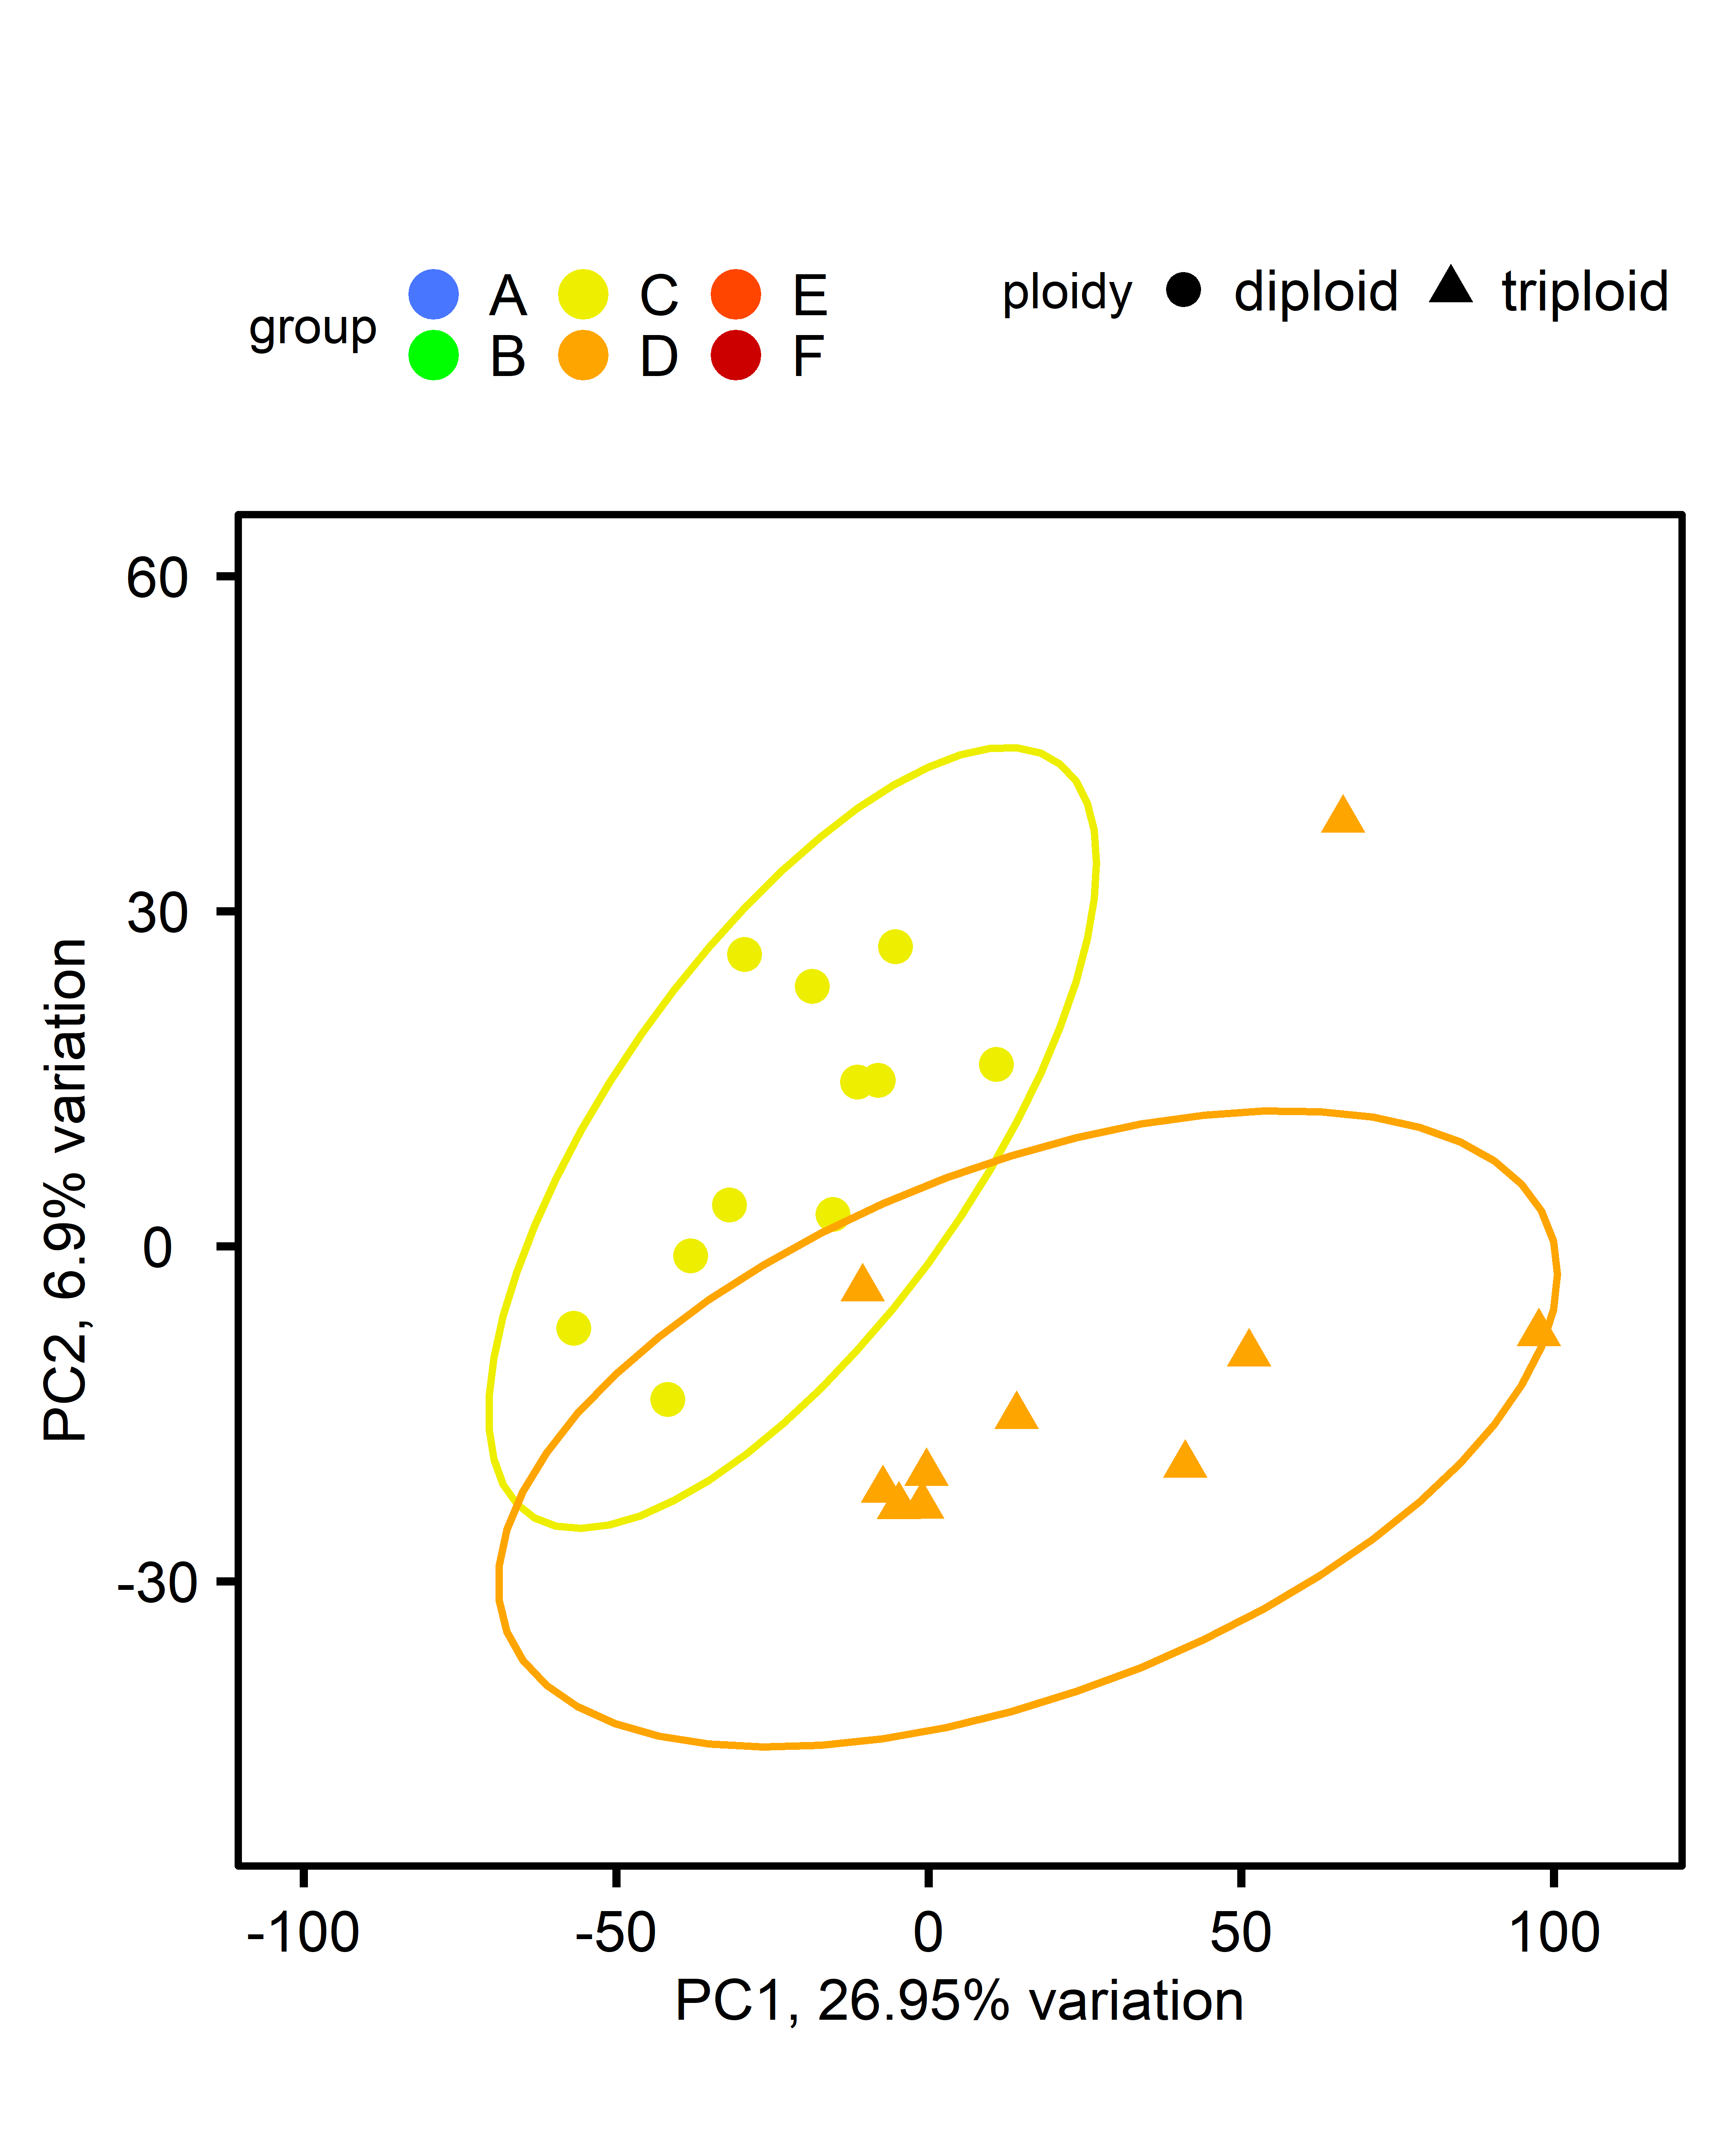 group A C E
B D F
ploidy diploid triploid
60
30
0
-30
PC2, 6.9% variation
-100 -50 0 50 100
PC1, 26.95% variation